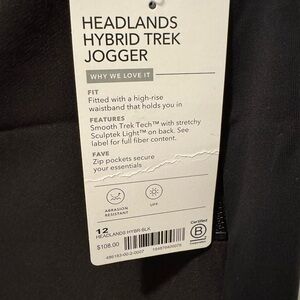 HEADLANDS
HYBRID TREK
JOGGER
WHY WE LOVE IT
FIT
Fitted with a high-rise
waistband that holds you in
FEATURES
Smooth Trek Tech™ with stretchy
Sculptek Light™ on back. See
label for full fiber content.
FAVE
Zip pockets secure
your essentials
ABRASION
RESISTANT
UPF
12
HEADLANDS HYBR-BLK
$108.00
Certified
B
Corporation